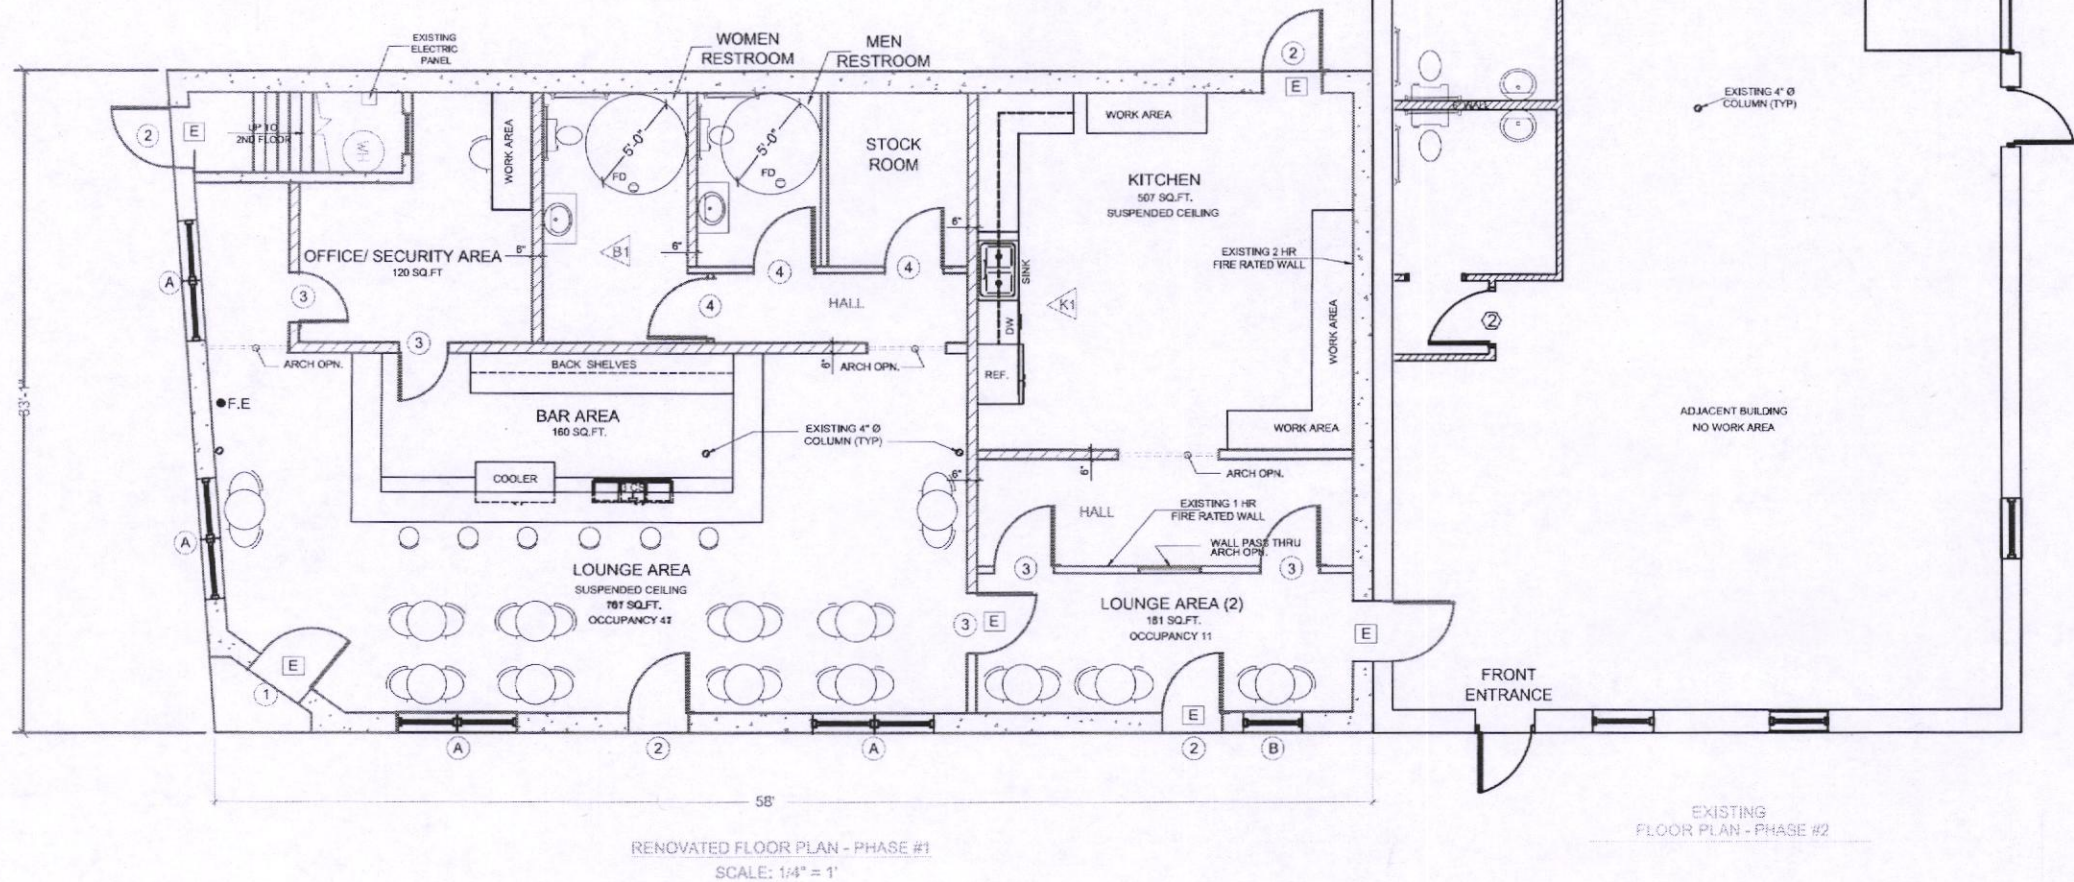 EXISTING
ELECTRIC
PANEL
WOMEN
RESTROOM
MEN
RESTROOM
2
E
2
E
UP TO
2ND FLOOR
WH
WORK AREA
5'-0"
FD
5'-0"
FD
STOCK
ROOM
WORK AREA
KITCHEN
507 SQ.FT.
SUSPENDED CEILING
EXISTING 4" Ø
COLUMN (TYP)
6" WALL
OFFICE/ SECURITY AREA
120 SQ.FT
6"
B1
6"
6"
EXISTING 2 HR
FIRE RATED WALL
SINK
A
3
4
4
4
HALL
K1
DW
WORK AREA
2
3
ARCH OPN.
BACK SHELVES
6"
ARCH OPN.
REF.
33'-1"
F.E
BAR AREA
160 SQ.FT.
EXISTING 4" Ø
COLUMN (TYP)
WORK AREA
ADJACENT BUILDING
NO WORK AREA
COOLER
6"
6"
ARCH OPN.
HALL
EXISTING 1 HR
FIRE RATED WALL
WALL PASS THRU
ARCH OPN.
A
LOUNGE AREA
SUSPENDED CEILING
SQ.FT.
OCCUPANCY
3
3
LOUNGE AREA (2)
181 SQ.FT.
OCCUPANCY 11
3
E
E
E
1
FRONT
ENTRANCE
E
A
2
A
2
B
58'
RENOVATED FLOOR PLAN - PHASE #1
SCALE: 1/4" = 1'
EXISTING
FLOOR PLAN - PHASE #2